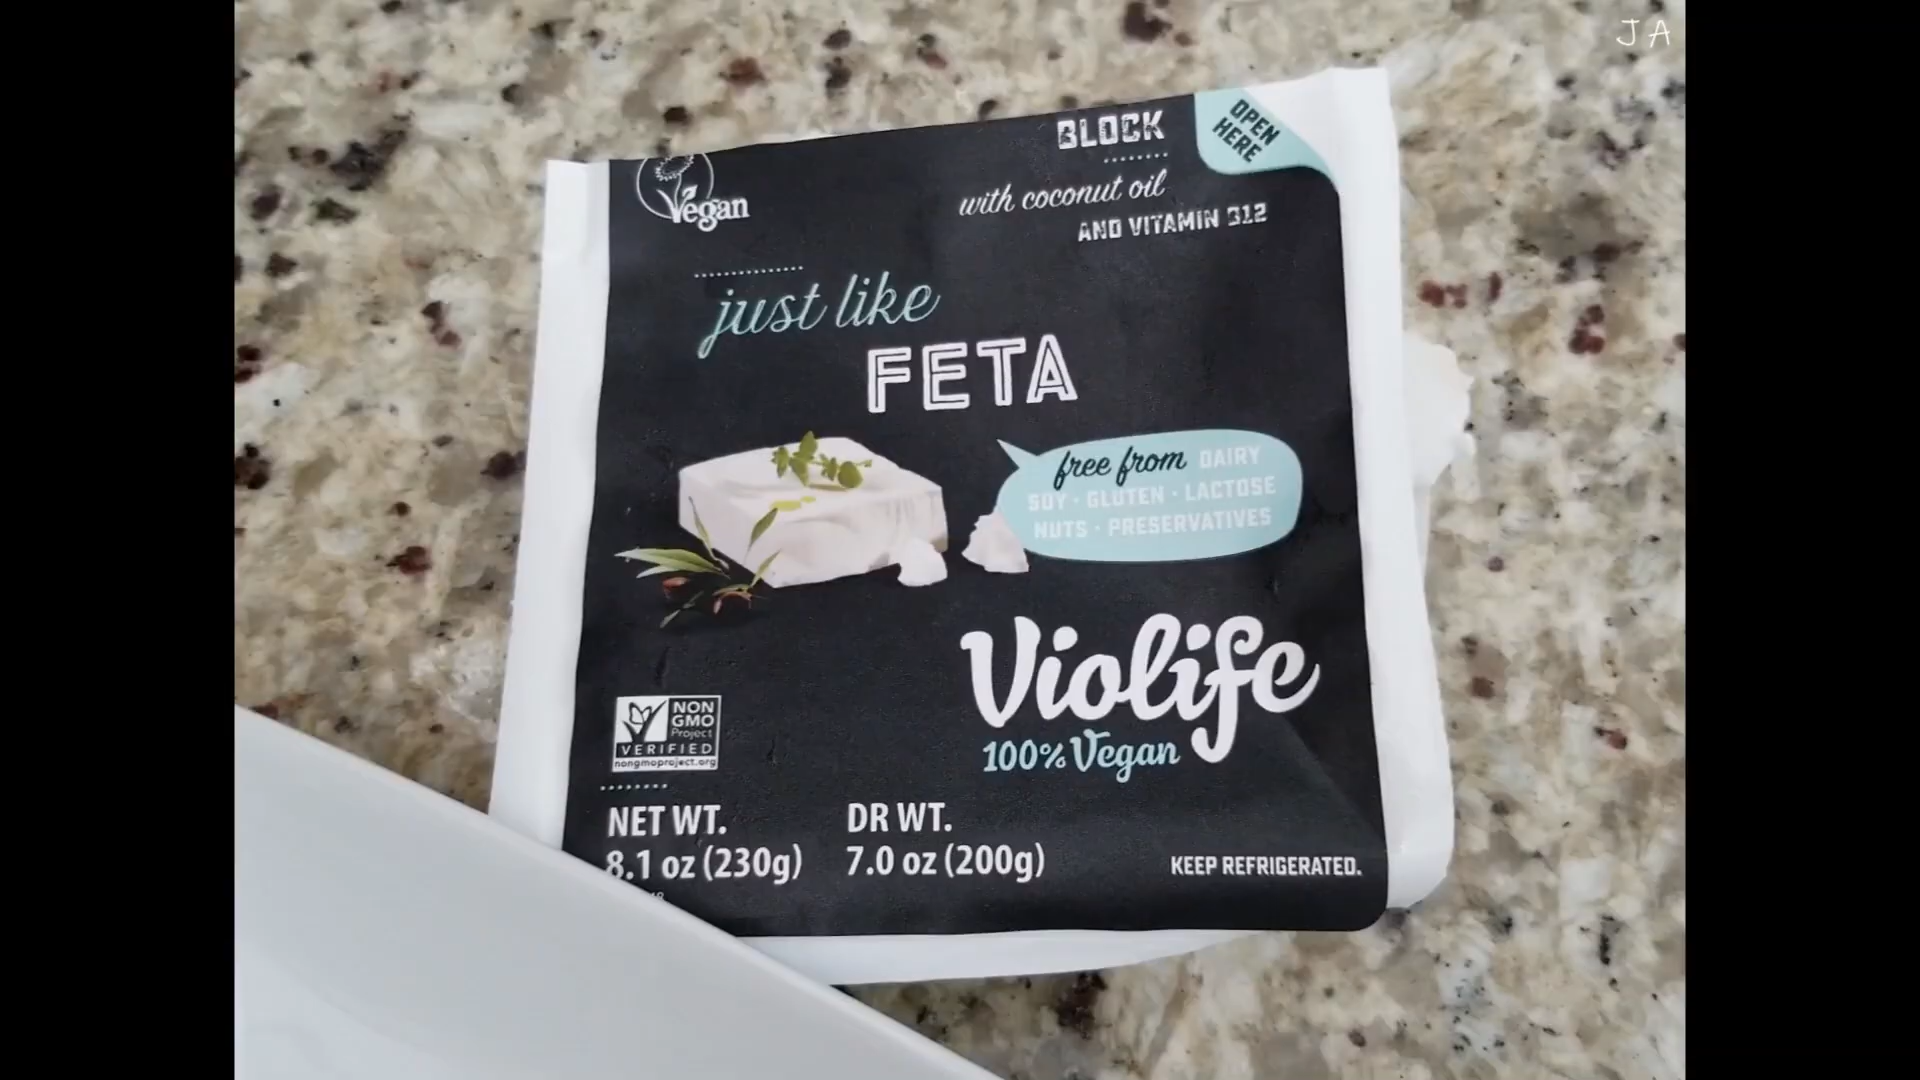 JA
OPEN
HERE
BLOCK
with coconut oil
AND VITAMIN B12
Vegan
just like
FETA
free from DAIRY
SOY · GLUTEN · LACTOSE
NUTS · PRESERVATIVES
Violife
100% Vegan
NON
GMO
Project
VERIFIED
nongmoproject.org
NET WT.
8.1 oz (230g)
DR WT.
7.0 oz (200g)
KEEP REFRIGERATED.